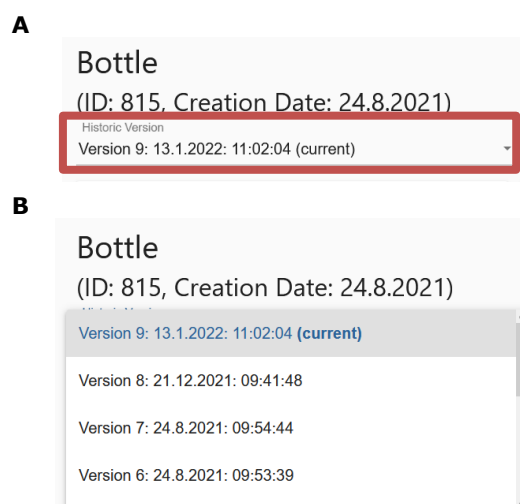 A
Bottle
(ID: 815, Creation Date: 24.8.2021)
Historic Version
Version 9: 13.1.2022: 11:02:04 (current)
B
Bottle
(ID: 815, Creation Date: 24.8.2021)
Version 9: 13.1.2022: 11:02:04 (current)
Version 8: 21.12.2021: 09:41:48
Version 7: 24.8.2021: 09:54:44
Version 6: 24.8.2021: 09:53:39